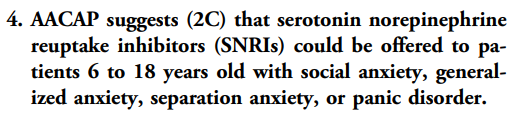 4. AACAP suggests (2C) that serotonin norepinephrine
reuptake inhibitors (SNRIs) could be offered to pa-
tients 6 to 18 years old with social anxiety, general-
ized anxiety, separation anxiety, or panic disorder.